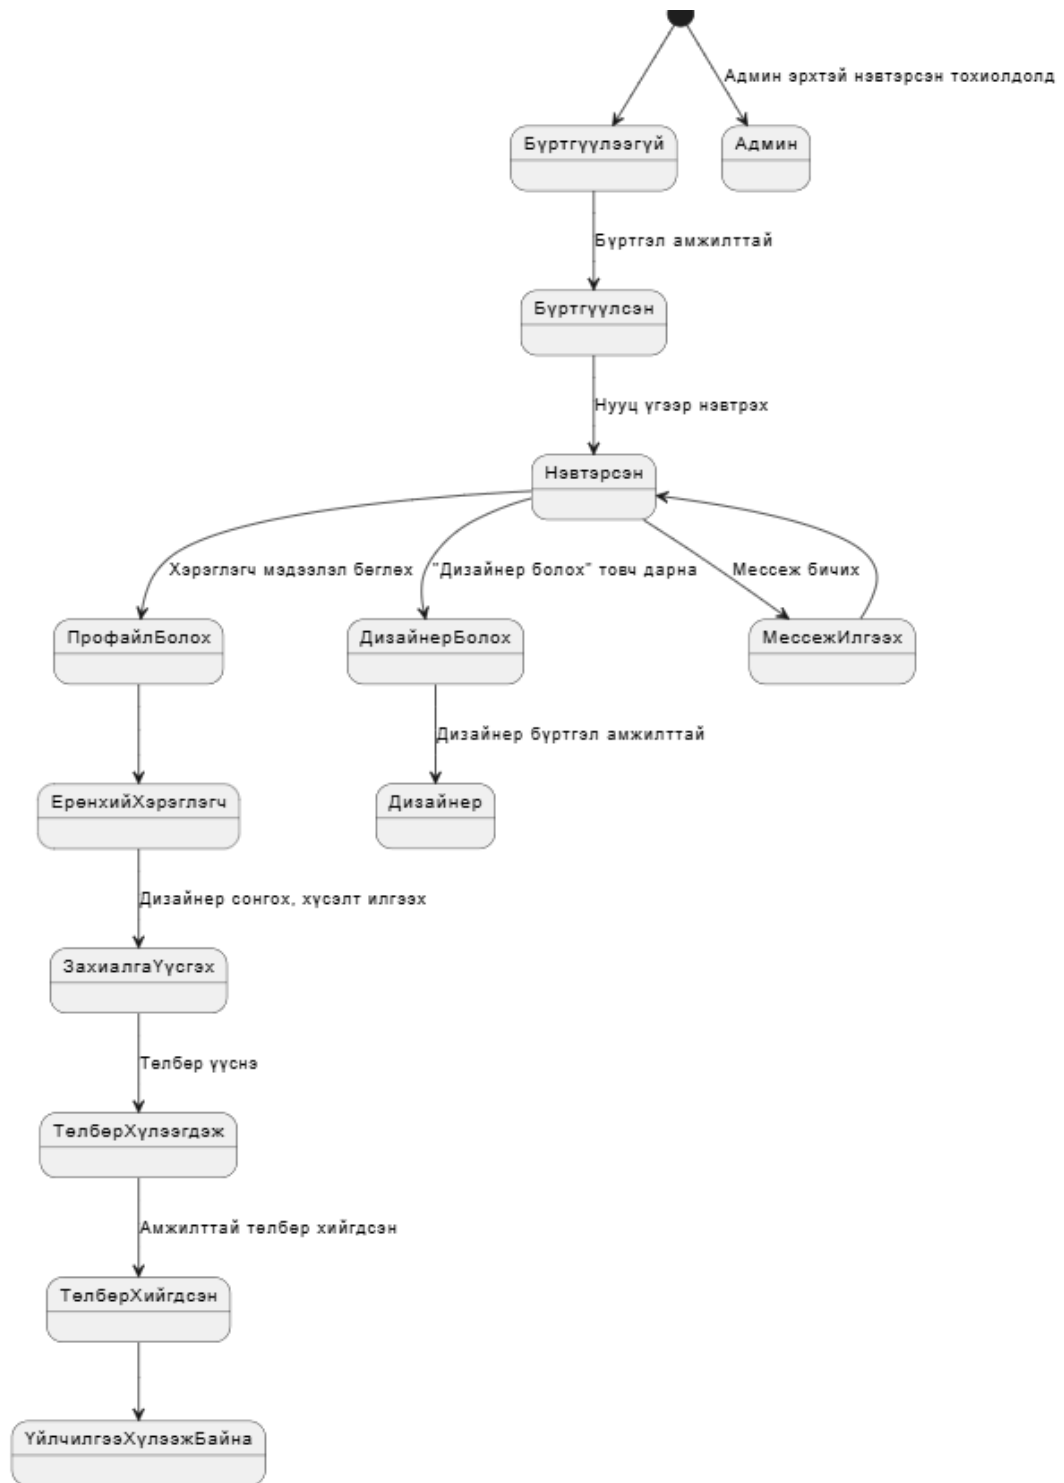 Админ эрхтэй нэвтэрсэн тохиолдолд
Бүртгүүлээгүй
Админ
Бүртгэл амжилттай
Бүртгүүлсэн
Нууц үгээр нэвтрэх
Нэвтэрсэн
Хэрэглэгч мэдээлэл бөглөх
"Дизайнер болох" товч дарна
Мессеж бичих
ПрофайлБолох
ДизайнерБолох
МессежИлгээх
Дизайнер бүртгэл амжилттай
ЕрөнхийХэрэглэгч
Дизайнер
Дизайнер сонгох, хүсэлт илгээх
ЗахиалгаҮүсгэх
Төлбөр үүснэ
ТөлбөрХүлээгдэж
Амжилттай төлбөр хийгдсэн
ТөлбөрХийгдсэн
ҮйлчилгээХүлээжБайна